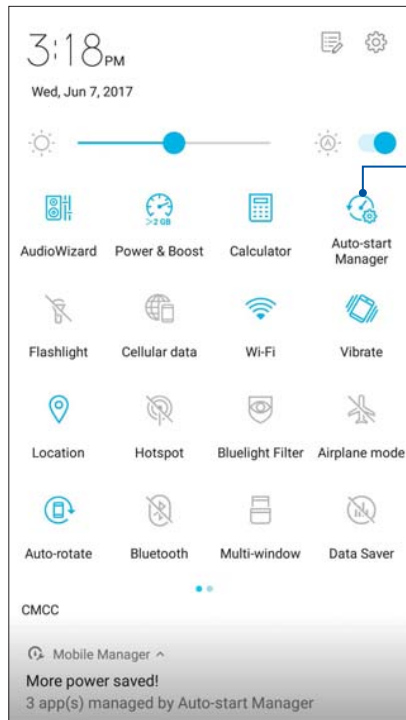 3:18PM
Wed, Jun 7, 2017
A
>2 GB
AudioWizard Power & Boost Calculator Auto-start
Manager
Flashlight Cellular data Wi-Fi Vibrate
Location Hotspot Bluelight Filter Airplane mode
Auto-rotate Bluetooth Multi-window Data Saver
CMCC
Mobile Manager
More power saved!
3 app(s) managed by Auto-start Manager